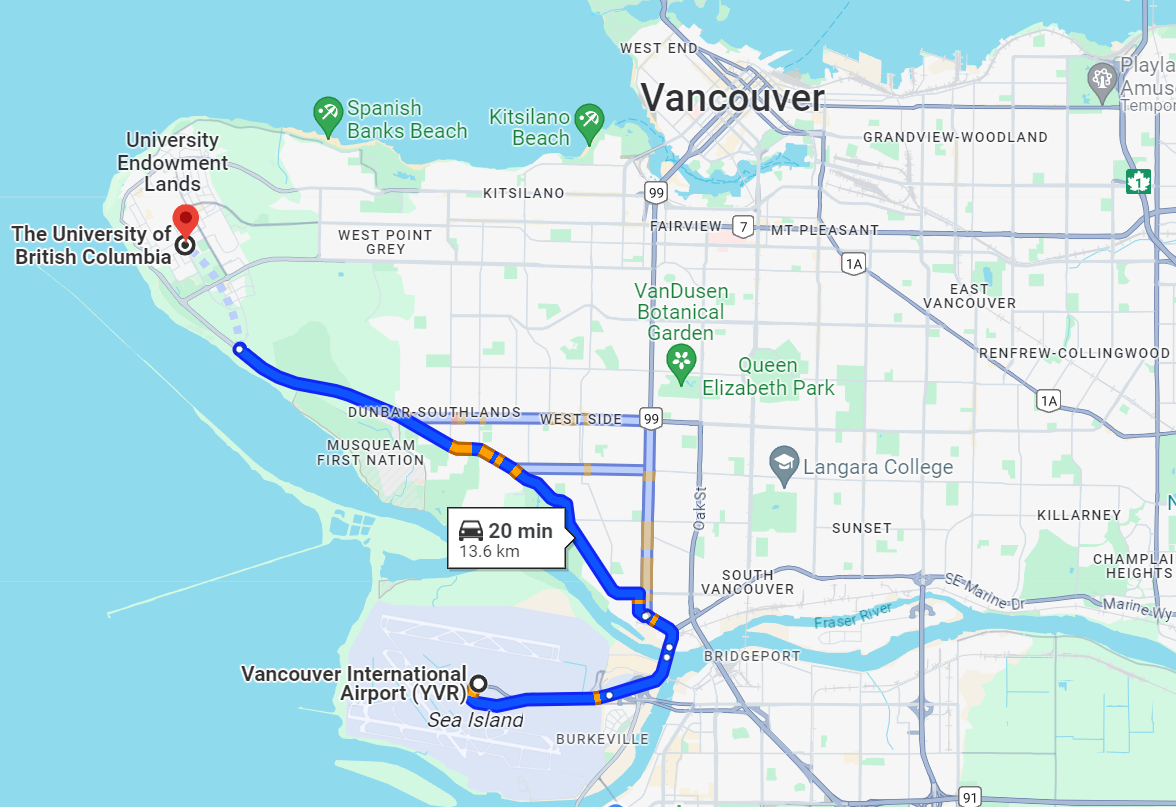 WEST END
Playla
Amus
Tempor
Vancouver
Spanish
Banks Beach
Kitsilano
Beach
GRANDVIEW-WOODLAND
University
Endowment
Lands
1
KITSILANO
99
The University of
British Columbia
WEST POINT
GREY
FAIRVIEW
7
MT PLEASANT
1A
VanDusen
Botanical
Garden
EAST
VANCOUVER
RENFREW-COLLINGWOOD
Queen
Elizabeth Park
1A
DUNBAR-SOUTHLANDS
WEST SIDE
99
MUSQUEAM
FIRST NATION
Langara College
Oak St
N
20 min
13.6 km
SUNSET
KILLARNEY
CHAMPLAI
HEIGHTS
SOUTH
VANCOUVER
SE Marine Dr
Marine Wy
Fraser River
BRIDGEPORT
Vancouver International
Airport (YVR)
Sea Island
BURKEVILLE
91